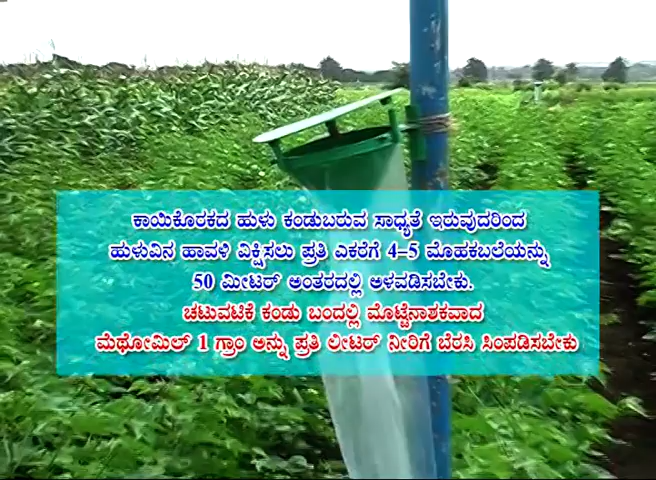 ಕಾಯಿಕೊರಕದ ಹುಳು ಕಂಡುಬರುವ ಸಾಧ್ಯತೆ ಇರುವುದರಿಂದ
ಹುಳುವಿನ ಹಾವಳಿ ವಿಕ್ಷಿಸಲು ಪ್ರತಿ ಎಕರೆಗೆ 4-5 ಮೊಹಕಬಲೆಯನ್ನು
50 ಮೀಟರ್ ಅಂತರದಲ್ಲಿ ಅಳವಡಿಸಬೇಕು.
ಚಟುವಟಿಕೆ ಕಂಡು ಬಂದಲ್ಲಿ ಮೊಟ್ಟೆನಾಶಕವಾದ
ಮೆಥೋಮಿಲ್ 1 ಗ್ರಾಂ ಅನ್ನು ಪ್ರತಿ ಲೀಟರ್ ನೀರಿಗೆ ಬೆರಸಿ ಸಿಂಪಡಿಸಬೇಕು